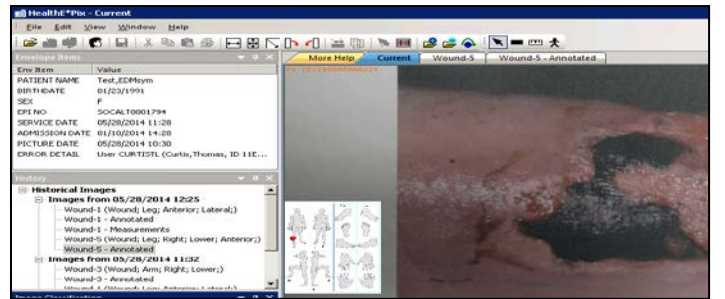 HealthE*Pix - Current
File Edit View Window Help
Envelope Items
More Help Current Wound-5 Wound-5 - Annotated
Env Item Value
PATIENT NAME Test,EDMsym
BIRTHDATE 01/23/1991
SEX F
EPI NO SOCALT0001794
SERVICE DATE 05/28/2014 11:28
ADMISSION DATE 01/10/2014 14:28
PICTURE DATE 05/28/2014 10:30
ERROR DETAIL User CURTISTL (Curtis,Thomas, ID 11E...
History
Historical Images
Images from 05/28/2014 12:25
Wound-1 (Wound; Leg; Anterior; Lateral;)
Wound-1 - Annotated
Wound-1 - Measurements
Wound-5 (Wound; Leg; Right; Lower; Anterior;)
Wound-5 - Annotated
Images from 05/28/2014 11:32
Wound-3 (Wound; Arm; Right; Lower;)
Wound-3 - Annotated
Image Classification